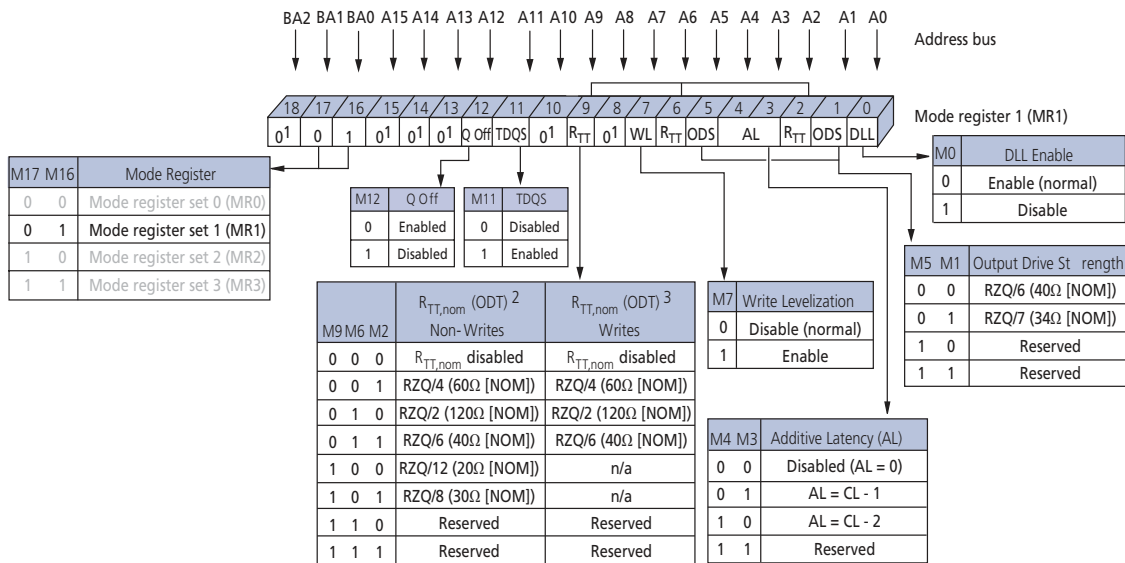 BA2 BA1 BA0 A15 A14 A13 A12 A11 A10 A9 A8 A7 A6 A5 A4 A3 A2 A1 A0
Address bus
18 17 16 15 14 13 12 11 10 9 8 7 6 5 4 3 2 1 0
0¹ 0 1 0¹ 0¹ 0¹ Q Off TDQS 0¹ RTT 0¹ WL RTT ODS AL RTT ODS DLL
Mode register 1 (MR1)
M17 M16 Mode Register
0 0 Mode register set 0 (MR0)
0 1 Mode register set 1 (MR1)
1 0 Mode register set 2 (MR2)
1 1 Mode register set 3 (MR3)
M12 Q Off
0 Enabled
1 Disabled
M11 TDQS
0 Disabled
1 Enabled
M0 DLL Enable
0 Enable (normal)
1 Disable
M5 M1 Output Drive St rength
0 0 RZQ/6 (40Ω [NOM])
0 1 RZQ/7 (34Ω [NOM])
1 0 Reserved
1 1 Reserved
M7 Write Levelization
0 Disable (normal)
1 Enable
RTT,nom (ODT) 2 RTT,nom (ODT) 3
M9 M6 M2 Non-Writes Writes
0 0 0 RTT,nom disabled RTT,nom disabled
0 0 1 RZQ/4 (60Ω [NOM]) RZQ/4 (60Ω [NOM])
0 1 0 RZQ/2 (120Ω [NOM]) RZQ/2 (120Ω [NOM])
0 1 1 RZQ/6 (40Ω [NOM]) RZQ/6 (40Ω [NOM])
1 0 0 RZQ/12 (20Ω [NOM]) n/a
1 0 1 RZQ/8 (30Ω [NOM]) n/a
1 1 0 Reserved Reserved
1 1 1 Reserved Reserved
M4 M3 Additive Latency (AL)
0 0 Disabled (AL = 0)
0 1 AL = CL - 1
1 0 AL = CL - 2
1 1 Reserved